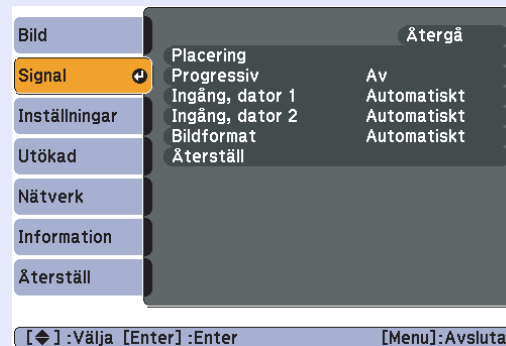 Bild
Signal
Inställningar
Utökad
Nätverk
Information
Återställ
Återgå
Placering
Progressiv Av
Ingång, dator 1 Automatiskt
Ingång, dator 2 Automatiskt
Bildformat Automatiskt
Återställ
[◆] :Välja [Enter] :Enter [Menu]:Avsluta